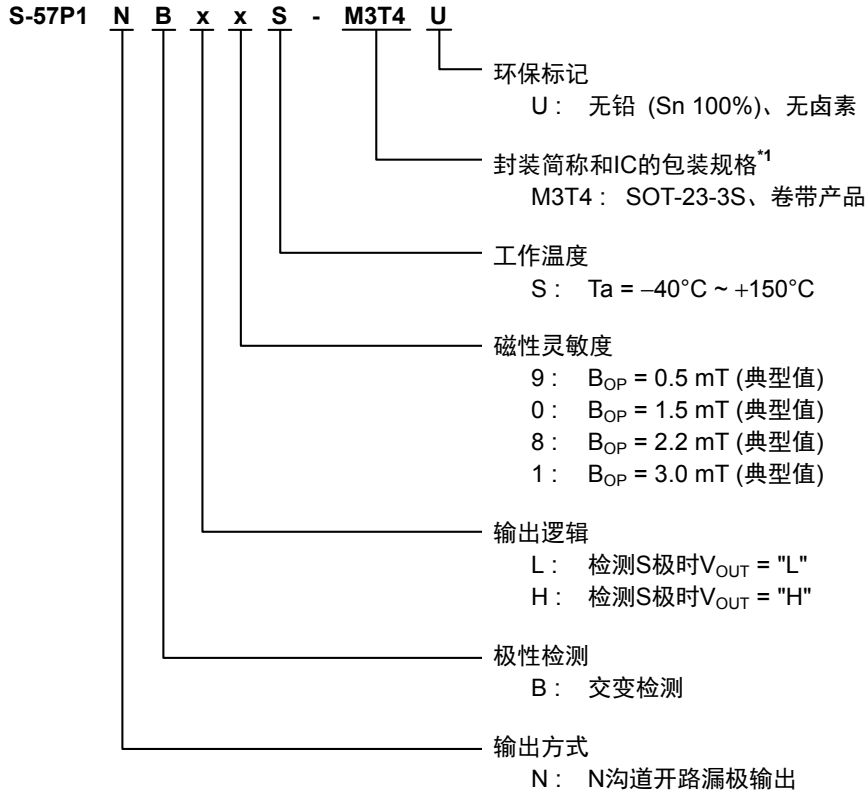 S-57P1 N B x x S - M3T4 U
环保标记
U : 无铅 (Sn 100%)、无卤素
封装简称和IC的包装规格*1
M3T4 : SOT-23-3S、卷带产品
工作温度
S : Ta = −40°C ~ +150°C
磁性灵敏度
9 : BOP = 0.5 mT (典型值)
0 : BOP = 1.5 mT (典型值)
8 : BOP = 2.2 mT (典型值)
1 : BOP = 3.0 mT (典型值)
输出逻辑
L : 检测S极时VOUT = "L"
H : 检测S极时VOUT = "H"
极性检测
B : 交变检测
输出方式
N : N沟道开路漏极输出